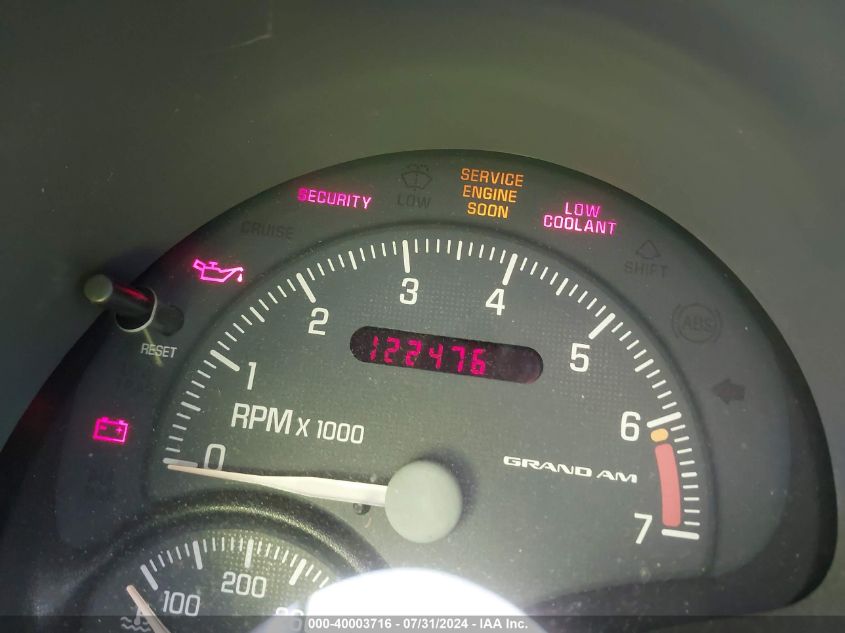 SERVICE
ENGINE
SOON
SECURITY
LOW
LOW
COOLANT
CRUISE
SHIFT
ABS
RESET
0
1
2
3
4
5
6
7
122476
RPM X 1000
GRAND AM
100
200
000-40003716 - 07/31/2024 - IAA Inc.